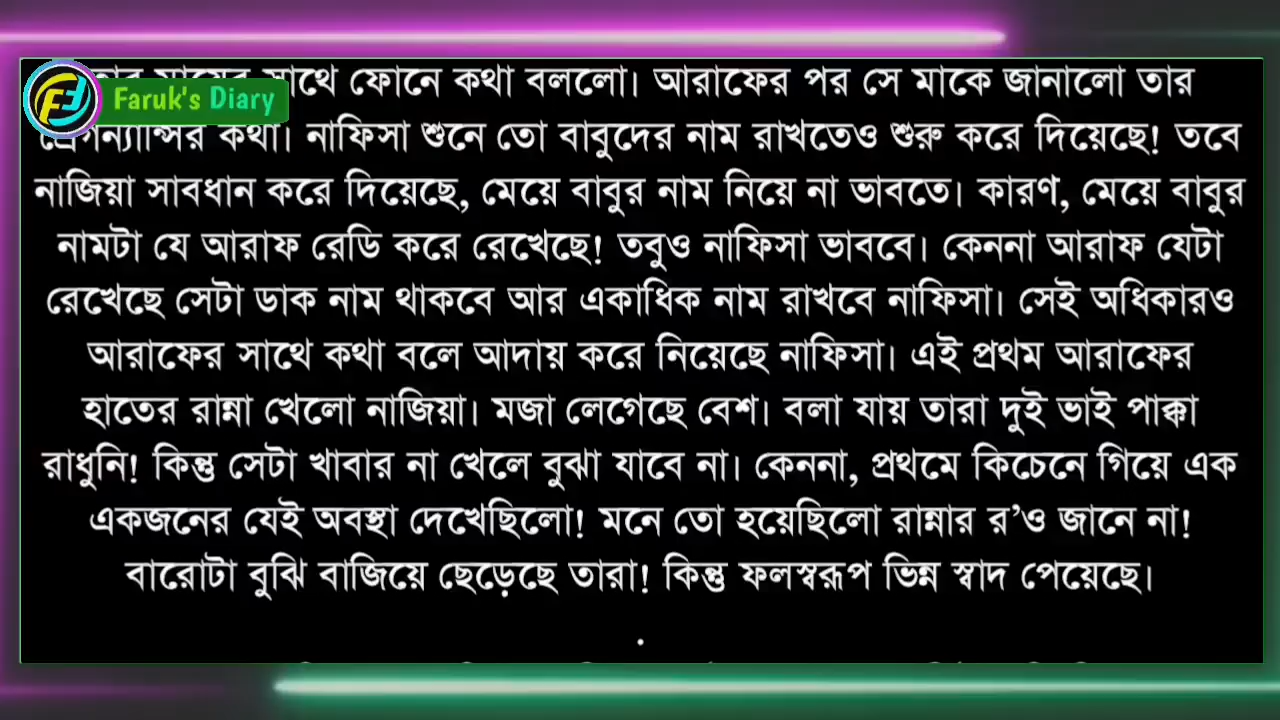 Faruk's Diary
সাথে ফোনে কথা বললো। আরাফের পর সে মাকে জানালো তার
কথা। নাফিসা শুনে তো বাবুদের নাম রাখতেও শুরু করে দিয়েছে! তবে
নাজিয়া সাবধান করে দিয়েছে, মেয়ে বাবুর নাম নিয়ে না ভাবতে। কারণ, মেয়ে বাবুর
নামটা যে আরাফ রেডি করে রেখেছে! তবুও নাফিসা ভাববে। কেননা আরাফ যেটা
রেখেছে সেটা ডাক নাম থাকবে আর একাধিক নাম রাখবে নাফিসা। সেই অধিকারও
আরাফের সাথে কথা বলে আদায় করে নিয়েছে নাফিসা। এই প্রথম আরাফের
হাতের রান্না খেলো নাজিয়া। মজা লেগেছে বেশ। বলা যায় তারা দুই ভাই পাক্কা
রাধুনি! কিন্তু সেটা খাবার না খেলে বুঝা যাবে না। কেননা, প্রথমে কিচেনে গিয়ে এক
একজনের যেই অবস্থা দেখেছিলো! মনে তো হয়েছিলো রান্নার র’ও জানে না!
বারোটা বুঝি বাজিয়ে ছেড়েছে তারা! কিন্তু ফলস্বরূপ ভিন্ন স্বাদ পেয়েছে।
.